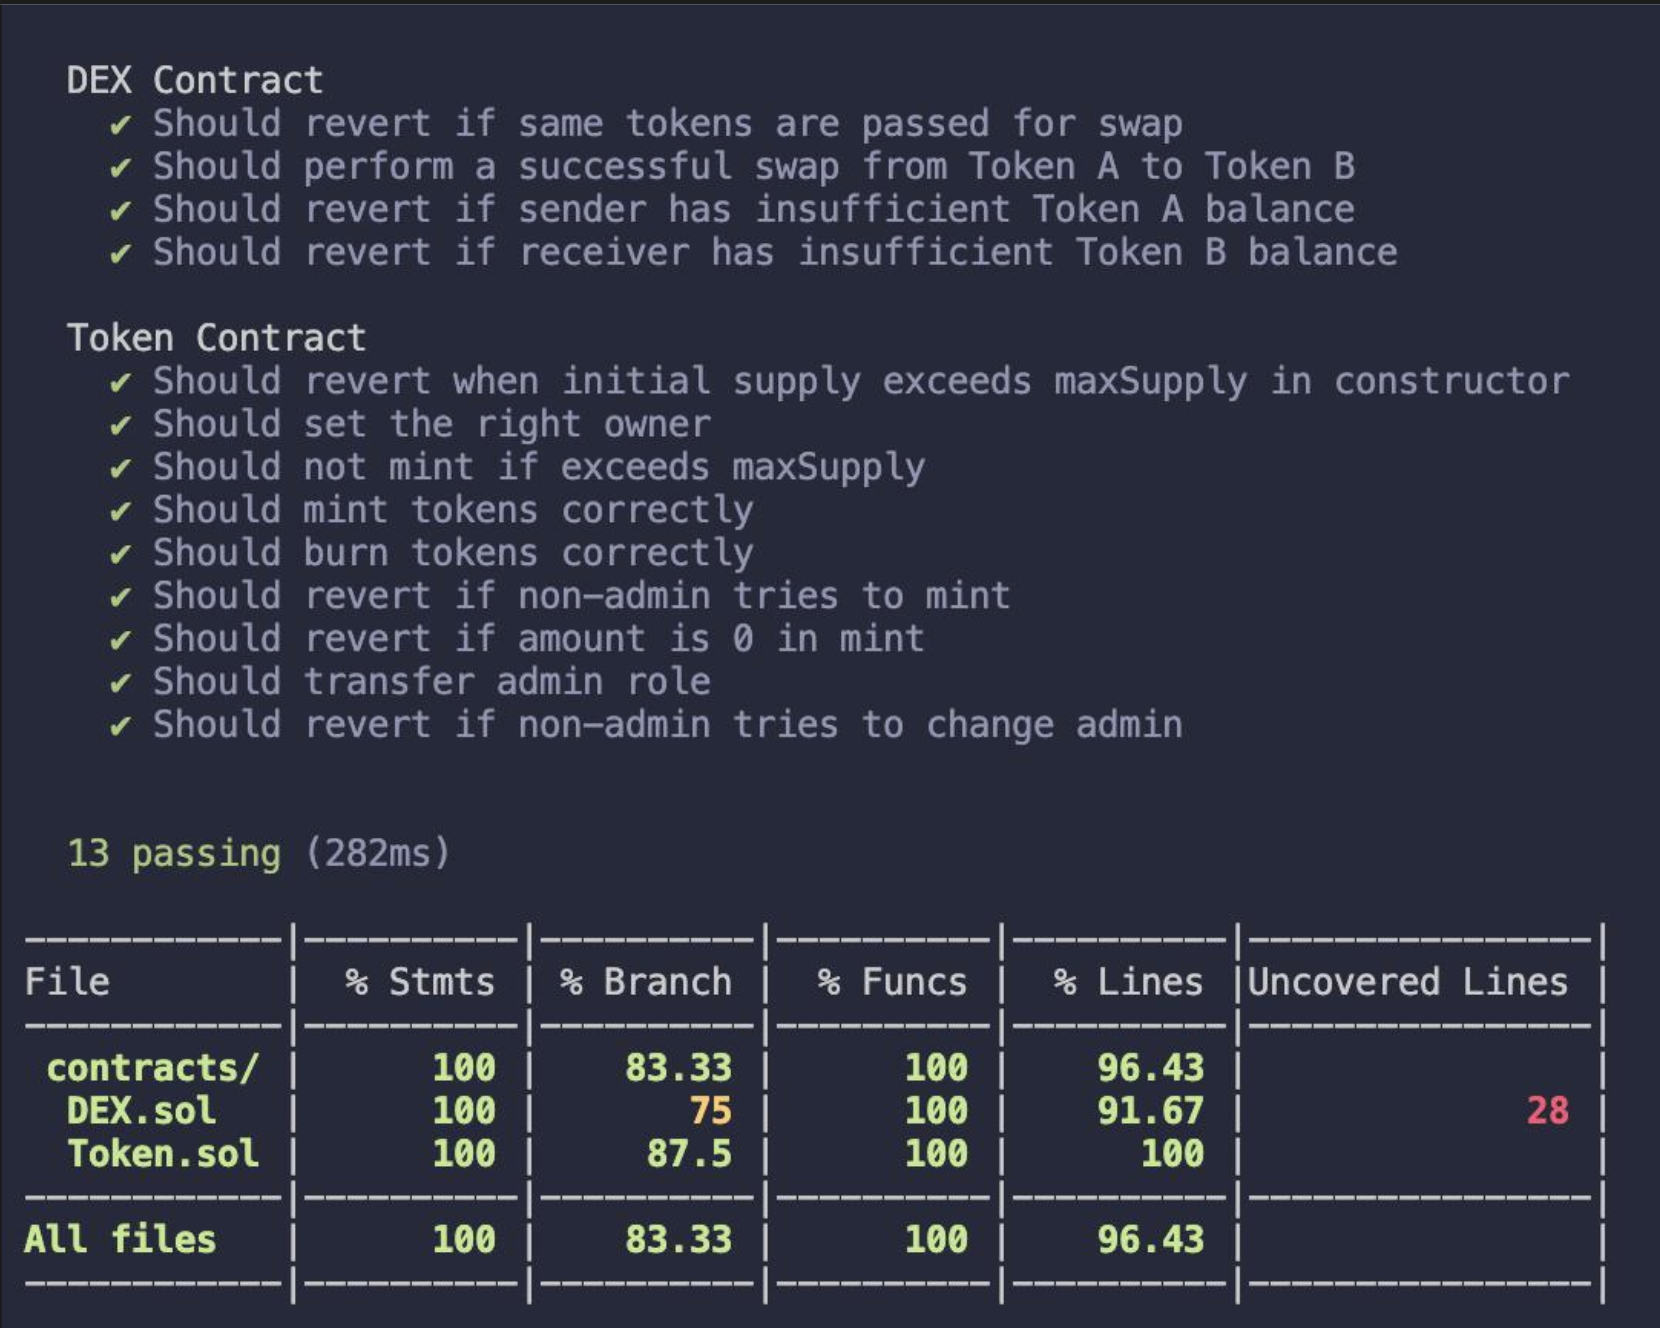 DEX Contract
✔ Should revert if same tokens are passed for swap
✔ Should perform a successful swap from Token A to Token B
✔ Should revert if sender has insufficient Token A balance
✔ Should revert if receiver has insufficient Token B balance
Token Contract
✔ Should revert when initial supply exceeds maxSupply in constructor
✔ Should set the right owner
✔ Should not mint if exceeds maxSupply
✔ Should mint tokens correctly
✔ Should burn tokens correctly
✔ Should revert if non-admin tries to mint
✔ Should revert if amount is 0 in mint
✔ Should transfer admin role
✔ Should revert if non-admin tries to change admin
13 passing (282ms)
------------|----------|----------|----------|----------|----------------|
File | % Stmts | % Branch | % Funcs | % Lines |Uncovered Lines |
------------|----------|----------|----------|----------|----------------|
contracts/ | 100 | 83.33 | 100 | 96.43 | |
DEX.sol | 100 | 75 | 100 | 91.67 | 28 |
Token.sol | 100 | 87.5 | 100 | 100 | |
------------|----------|----------|----------|----------|----------------|
All files | 100 | 83.33 | 100 | 96.43 | |
------------|----------|----------|----------|----------|----------------|